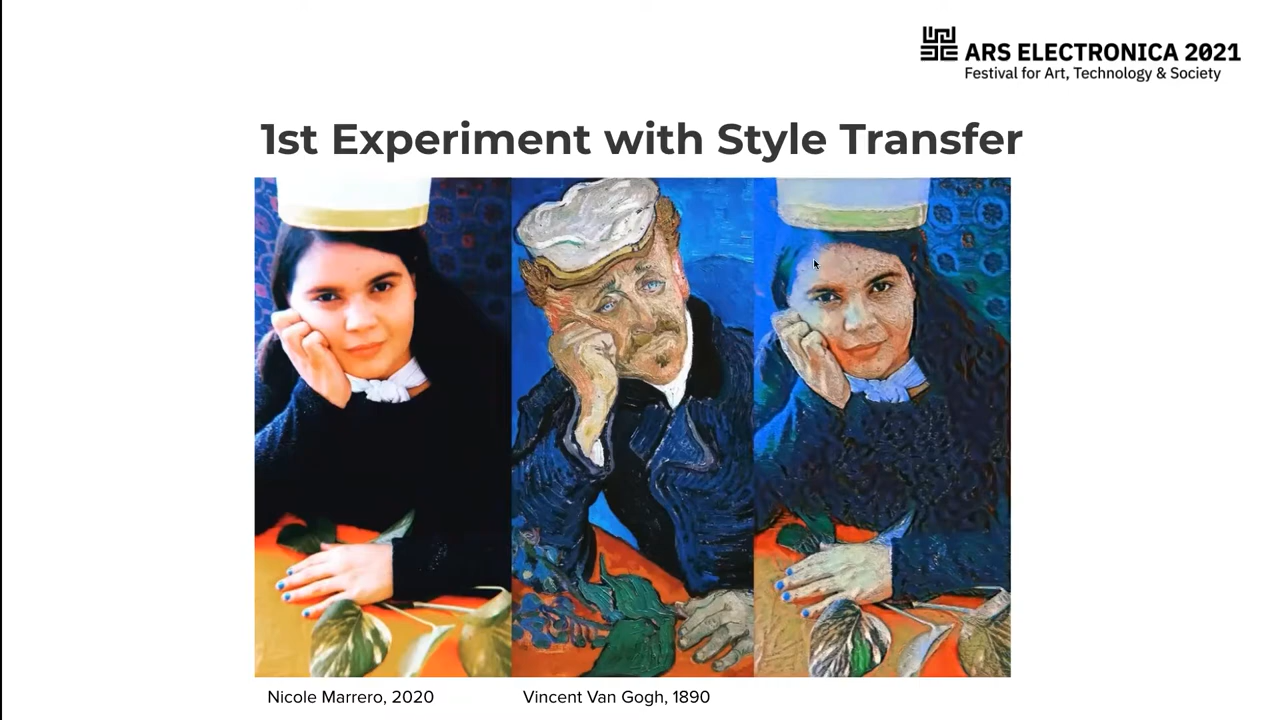 ARS ELECTRONICA 2021
Festival for Art, Technology & Society
1st Experiment with Style Transfer
Nicole Marrero, 2020
Vincent Van Gogh, 1890